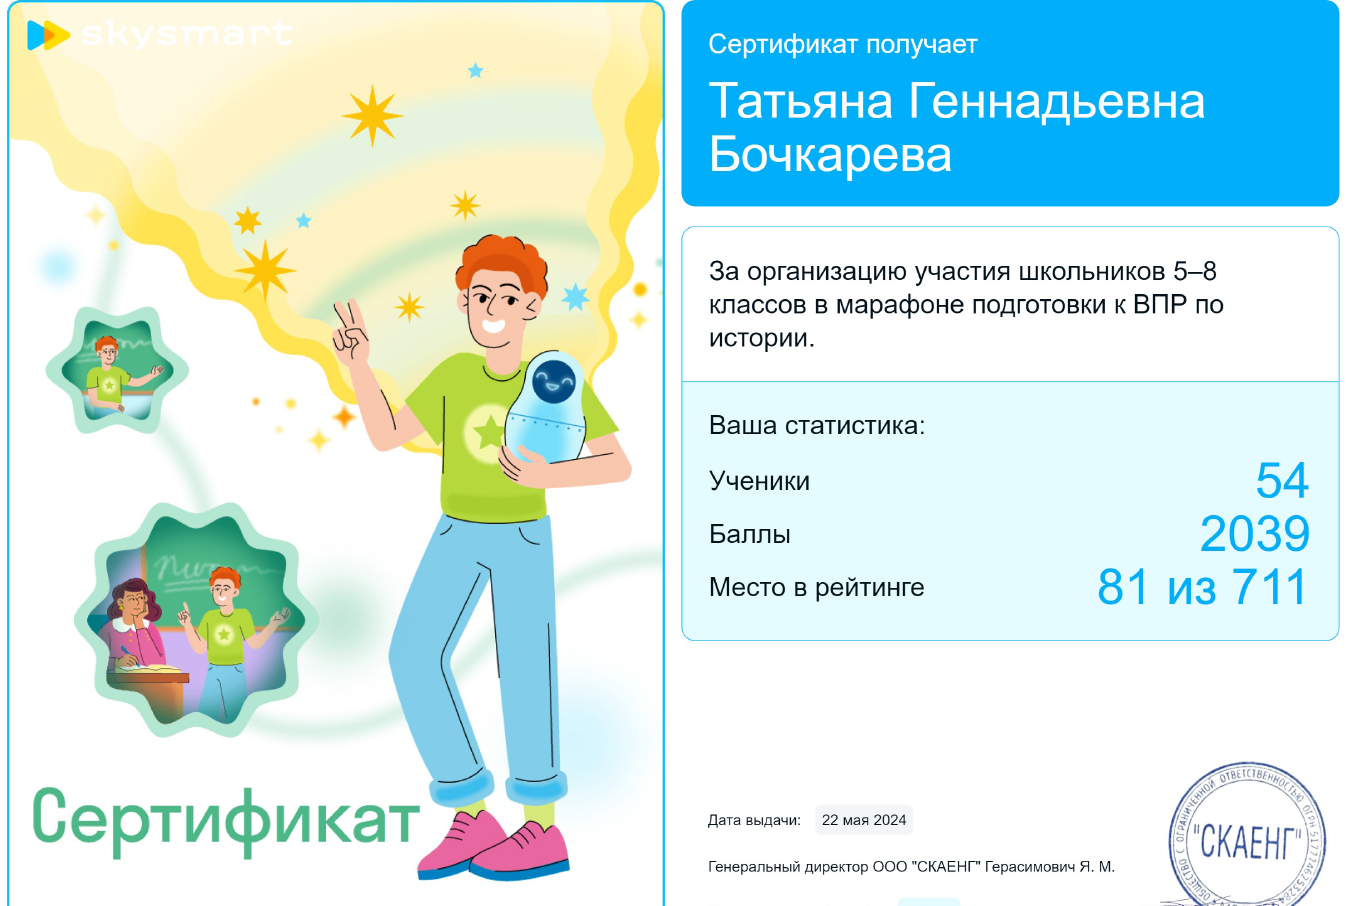 skysmart
Сертификат
Сертификат получает
Татьяна Геннадьевна
Бочкарева
За организацию участия школьников 5–8
классов в марафоне подготовки к ВПР по
истории.
Ваша статистика:
Ученики 54
Баллы 2039
Место в рейтинге 81 из 711
Дата выдачи: 22 мая 2024
Генеральный директор ООО "СКАЕНГ" Герасимович Я. М.
ОБЩЕСТВО С ОГРАНИЧЕННОЙ ОТВЕТСТВЕННОСТЬЮ ОГРН
"СКАЕНГ"